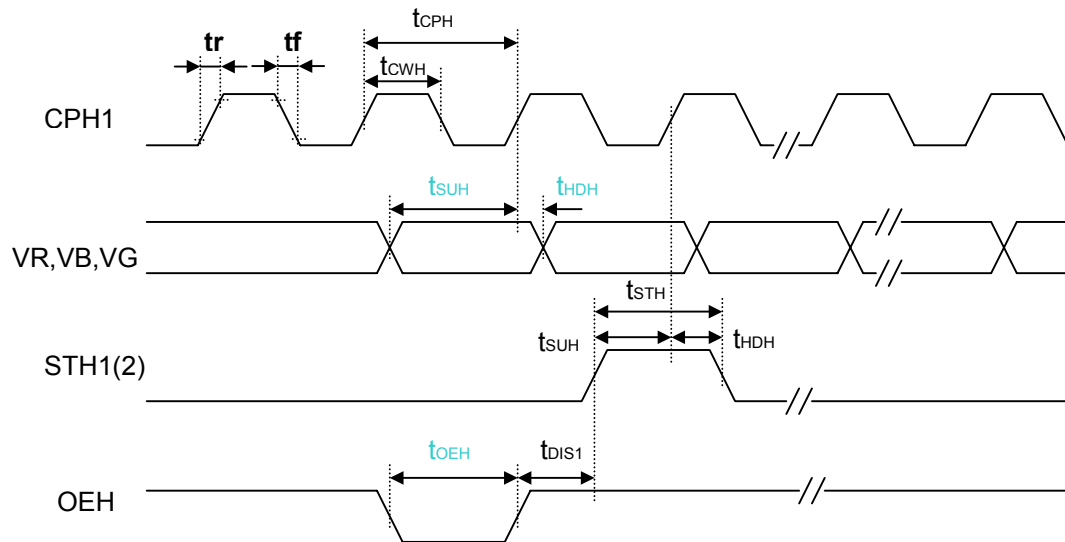 tCPH
tr tf
tCWH
CPH1
tSUH tHDH
VR,VB,VG
tSTH
tSUH tHDH
STH1(2)
tOEH tDIS1
OEH